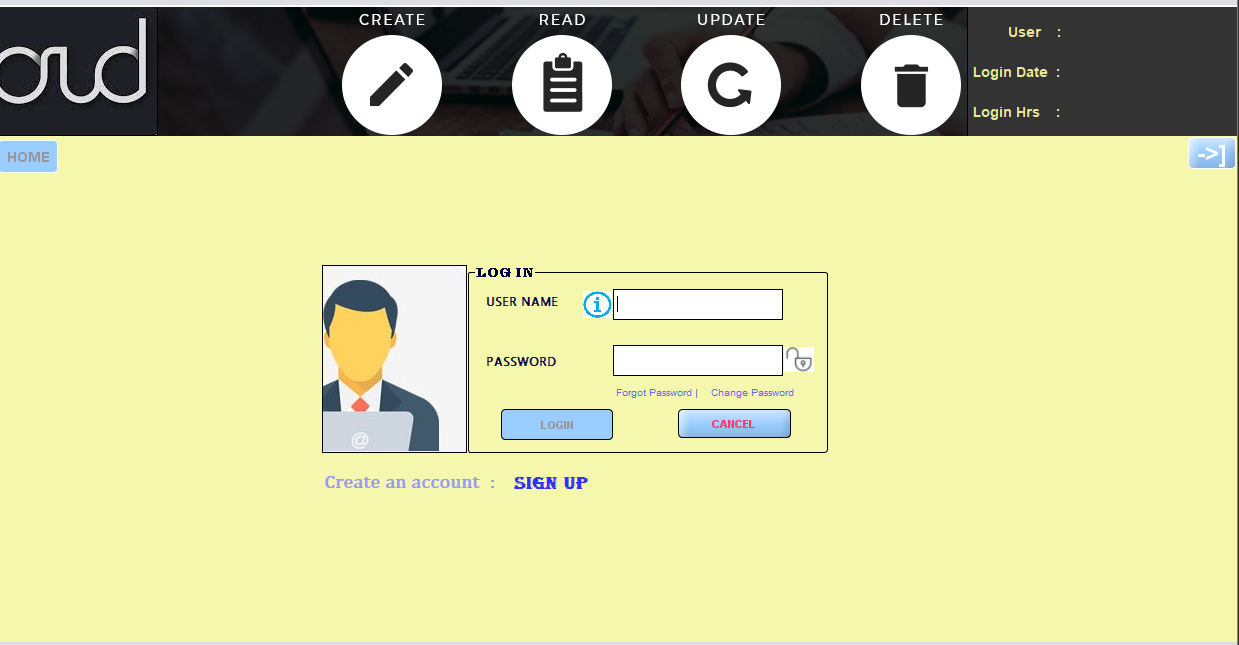 CREATE READ UPDATE DELETE
User :
Login Date :
Login Hrs :
HOME
->]
LOG IN
USER NAME
i
PASSWORD
Forgot Password | Change Password
LOGIN CANCEL
@
Create an account : SIGN UP